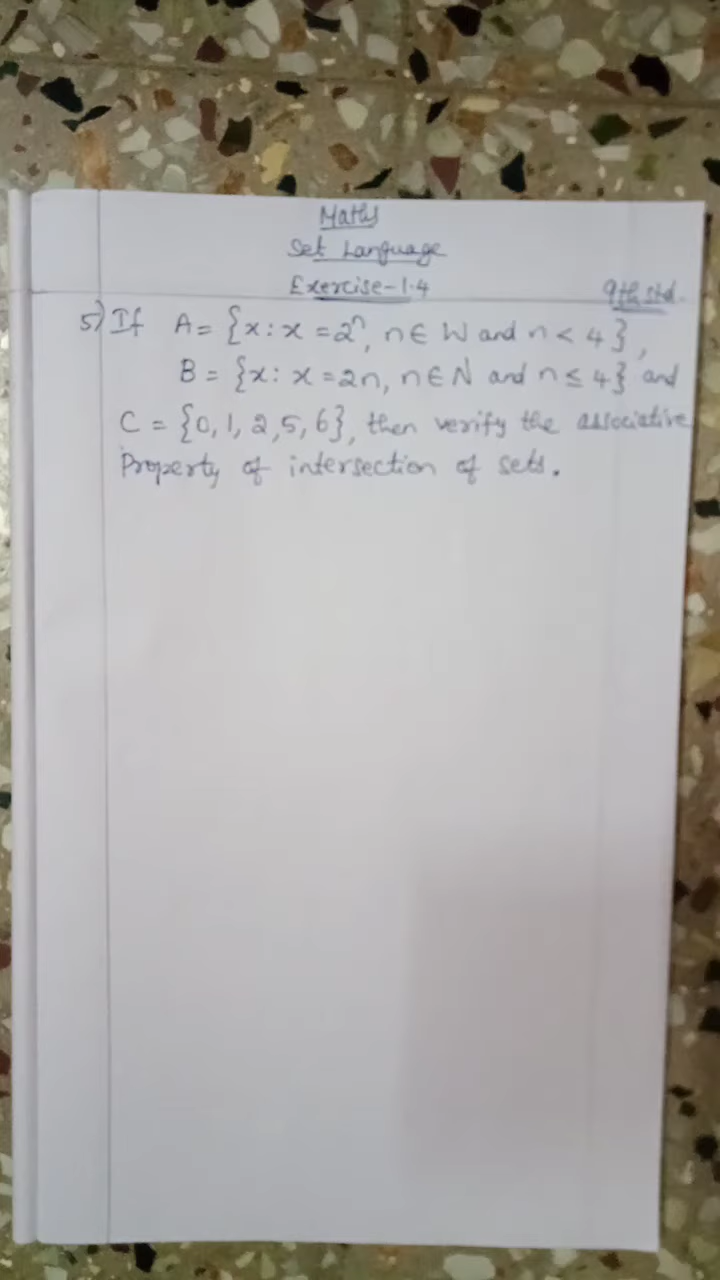 Maths
Set Language
Exercise-1.4 9th std.
5) If A = {x : x = 2ⁿ, n ∈ W and n < 4},
B = {x : x = 2n, n ∈ N and n ≤ 4} and
C = {0, 1, 2, 5, 6}, then verify the associative
Property of intersection of sets.